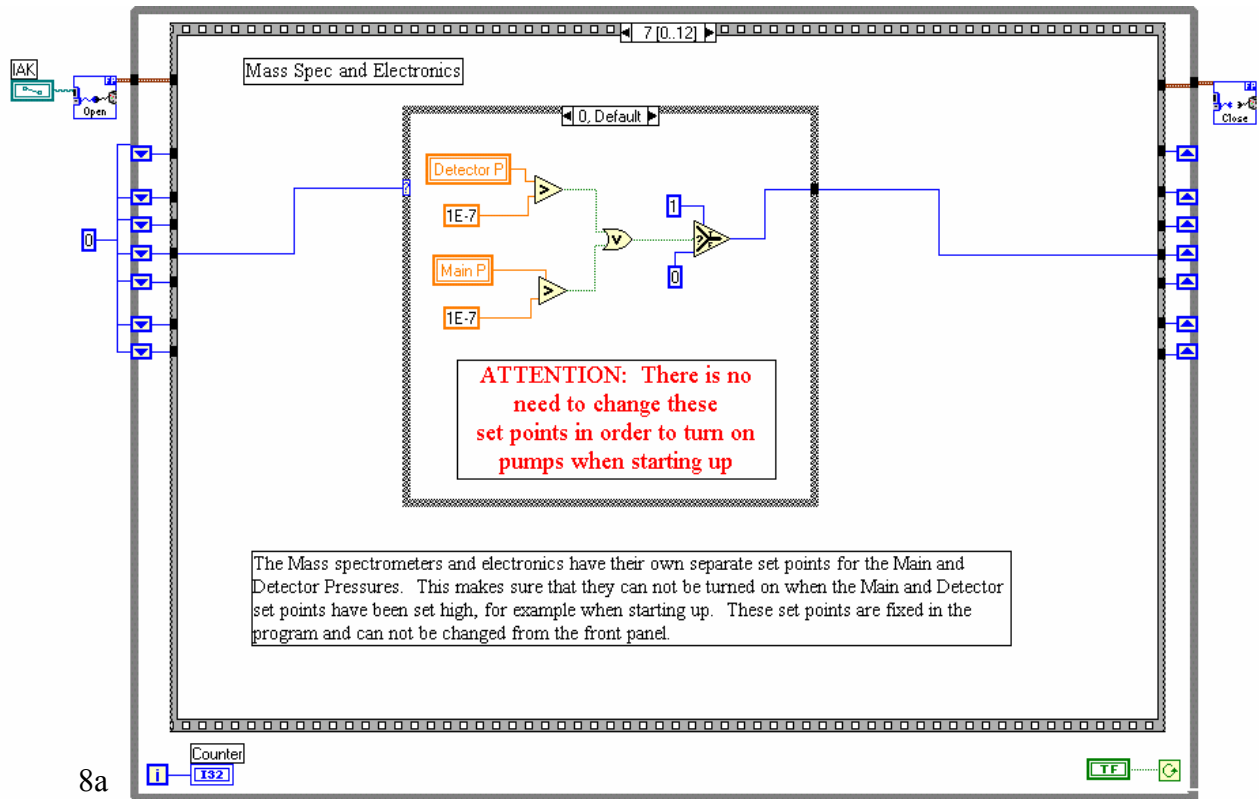 7 [0..12]
IAK
Mass Spec and Electronics
Open
Close
0, Default
Detector P
>
1E-7
1
V
?
T
F
0
0
Main P
>
1E-7
ATTENTION: There is no
need to change these
set points in order to turn on
pumps when starting up
The Mass spectrometers and electronics have their own separate set points for the Main and
Detector Pressures. This makes sure that they can not be turned on when the Main and Detector
set points have been set high, for example when starting up. These set points are fixed in the
program and can not be changed from the front panel.
Counter
i
I32
TF
8a